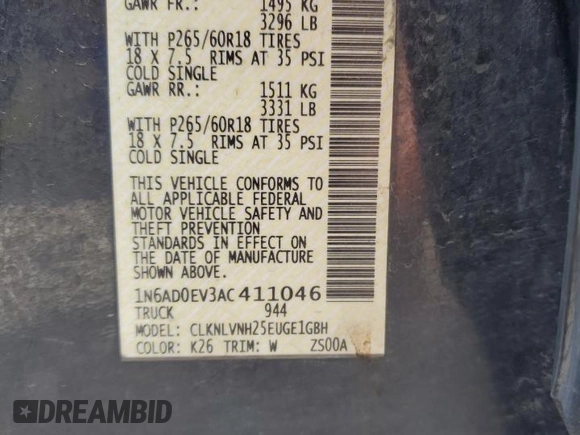 GAWR FR.: 1495 KG
3296 LB
WITH P265/60R18 TIRES
18 X 7.5 RIMS AT 35 PSI
COLD SINGLE
GAWR RR.: 1511 KG
3331 LB
WITH P265/60R18 TIRES
18 X 7.5 RIMS AT 35 PSI
COLD SINGLE
THIS VEHICLE CONFORMS TO
ALL APPLICABLE FEDERAL
MOTOR VEHICLE SAFETY AND
THEFT PREVENTION
STANDARDS IN EFFECT ON
THE DATE OF MANUFACTURE
SHOWN ABOVE.
1N6AD0EV3AC411046
TRUCK 944
MODEL: CLKNLVNH25EUGE1GBH
COLOR: K26 TRIM: W ZS00A
DREAMBID